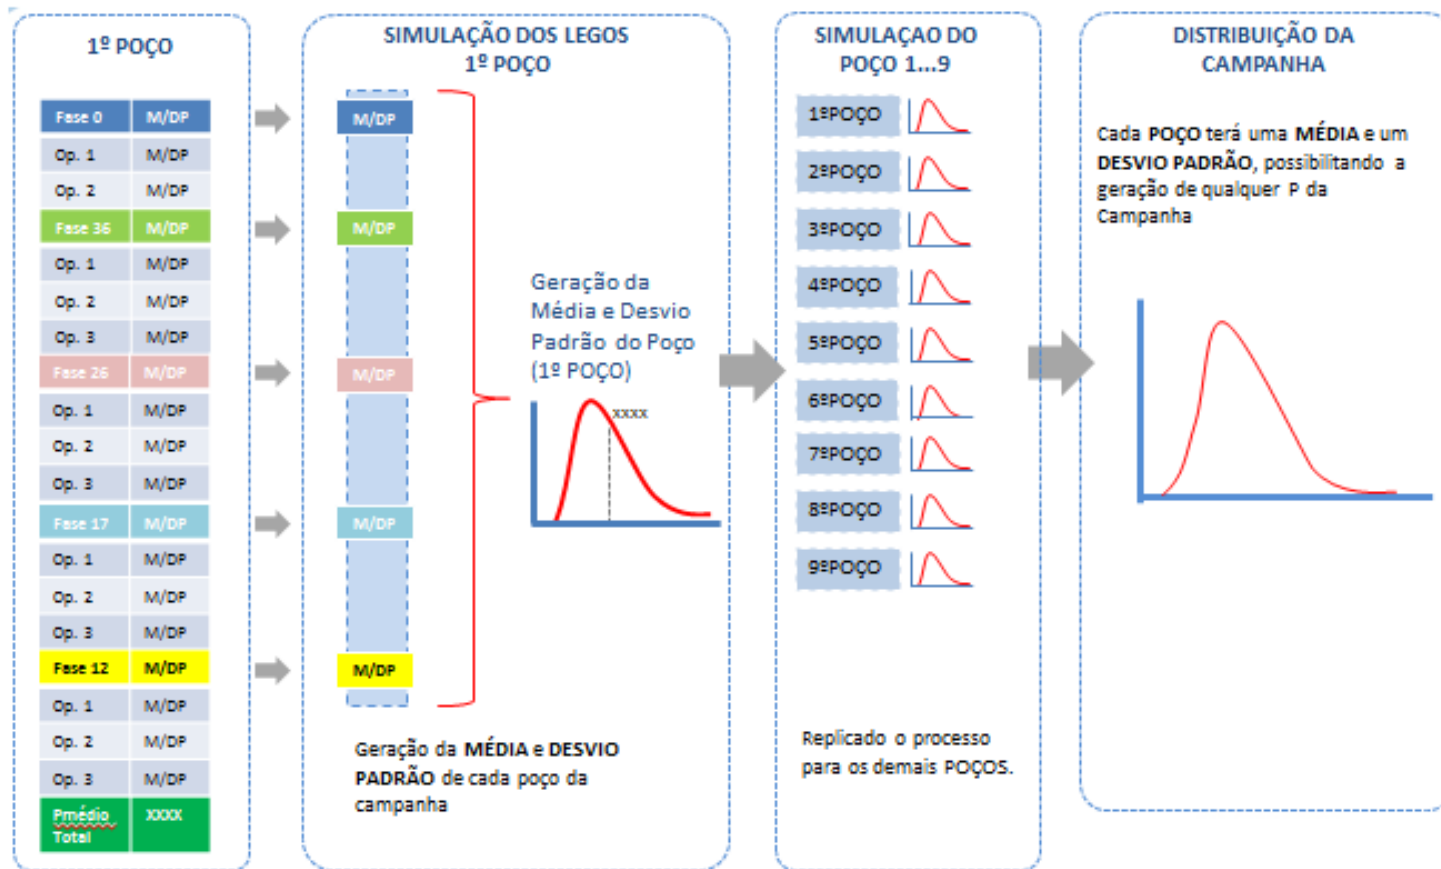 1º POÇO
Fase 0 M/DP
Op. 1 M/DP
Op. 2 M/DP
Fase 36 M/DP
Op. 1 M/DP
Op. 2 M/DP
Op. 3 M/DP
Fase 26 M/DP
Op. 1 M/DP
Op. 2 M/DP
Op. 3 M/DP
Fase 17 M/DP
Op. 1 M/DP
Op. 2 M/DP
Op. 3 M/DP
Fase 12 M/DP
Op. 1 M/DP
Op. 2 M/DP
Op. 3 M/DP
Pmédio XXXX
Total
SIMULAÇÃO DOS LEGOS
1º POÇO
M/DP
M/DP
M/DP
M/DP
M/DP
Geração da
Média e Desvio
Padrão do Poço
(1º POÇO)
xxxx
Geração da MÉDIA e DESVIO
PADRÃO de cada poço da
campanha
SIMULAÇAO DO
POÇO 1...9
1ºPOÇO
2ºPOÇO
3ºPOÇO
4ºPOÇO
5ºPOÇO
6ºPOÇO
7ºPOÇO
8ºPOÇO
9ºPOÇO
Replicado o processo
para os demais POÇOS.
DISTRIBUIÇÃO DA
CAMPANHA
Cada POÇO terá uma MÉDIA e um
DESVIO PADRÃO, possibilitando a
geração de qualquer P da
Campanha